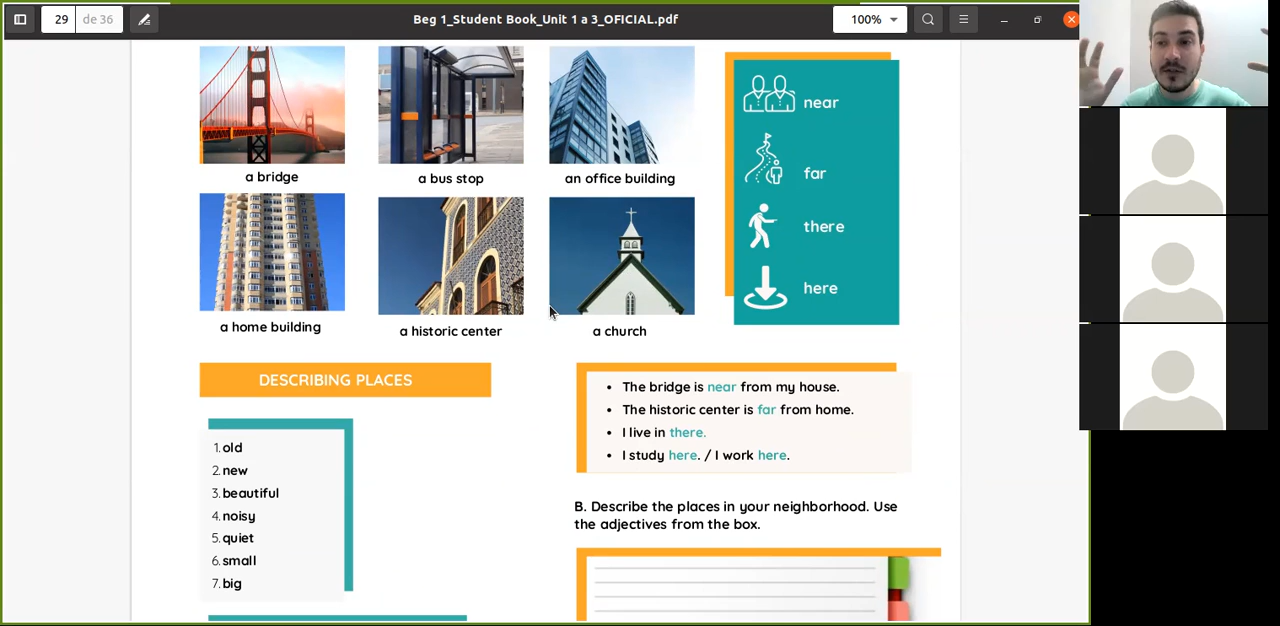 29
de 36
Beg 1_Student Book_Unit 1 a 3_OFICIAL.pdf
100%
a bridge
a bus stop
an office building
a home building
a historic center
a church
near
far
there
here
DESCRIBING PLACES
1. old
2. new
3. beautiful
4. noisy
5. quiet
6. small
7. big
• The bridge is near from my house.
• The historic center is far from home.
• I live in there.
• I study here. / I work here.
B. Describe the places in your neighborhood. Use
the adjectives from the box.